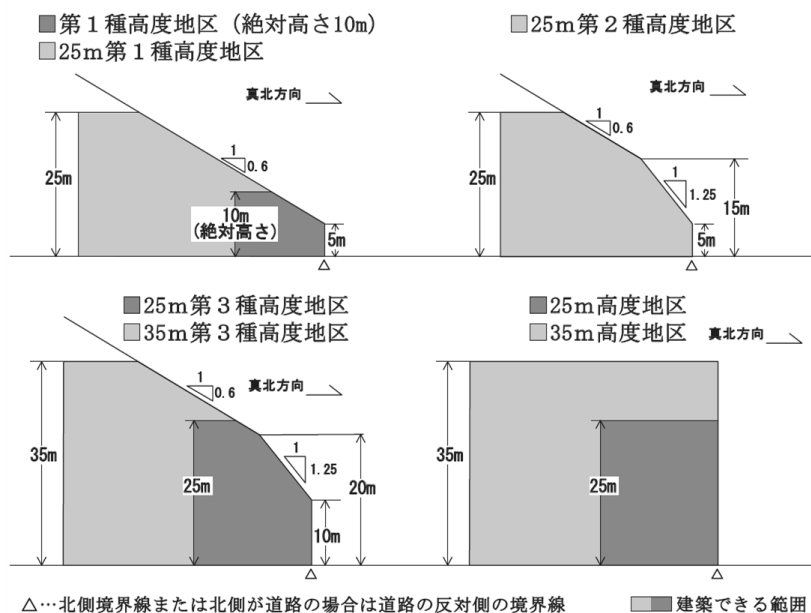 ■第１種高度地区（絶対高さ10m）
■25m第１種高度地区
真北方向
1
0.6
25m
10m
(絶対高さ)
5m
△
■25m第２種高度地区
真北方向
1
0.6
1
1.25
25m
15m
5m
△
■25m第３種高度地区
■35m第３種高度地区
真北方向
1
0.6
1
1.25
35m
25m
20m
10m
△
■25m高度地区
■35m高度地区
真北方向
35m
25m
△
△…北側境界線または北側が道路の場合は道路の反対側の境界線
建築できる範囲